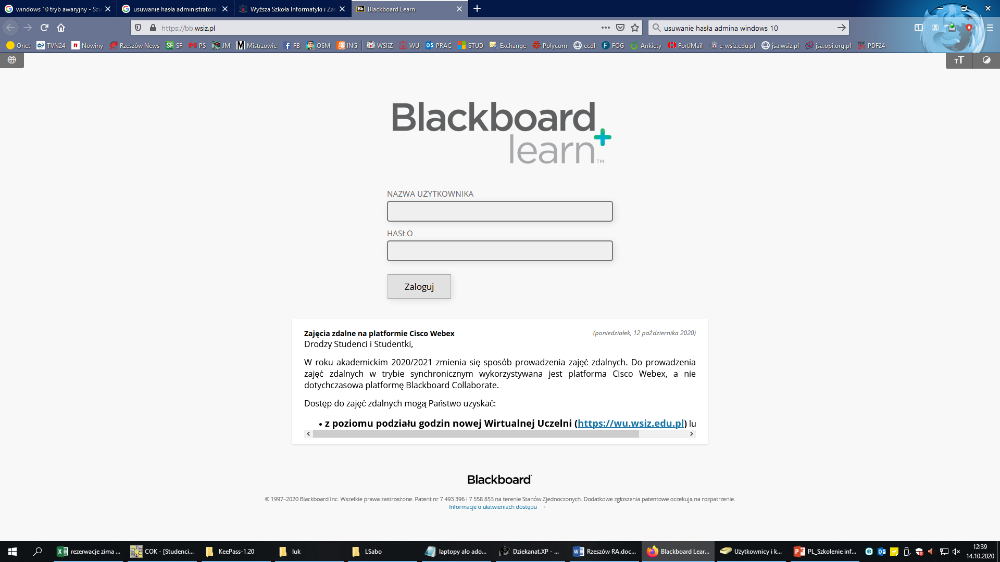 windows 10 tryb awaryjny - Szu
usuwanie hasła administratora
Wyższa Szkoła Informatyki i Zar
Blackboard Learn
https://bb.wsiz.pl
usuwanie hasła admina windows 10
Onet TVN24 Nowiny Rzeszów News SF PS JM Mistrzowie FB OSM ING WSIiZ WU PRAC STUD Exchange Polycom ecdl FOG Ankiety FortiMail e-wsiz.edu.pl jsa.wsiz.pl jsa.opi.org.pl PDF24
TT
Blackboard
learn™
NAZWA UŻYTKOWNIKA
HASŁO
Zaloguj
Zajęcia zdalne na platformie Cisco Webex (poniedziałek, 12 października 2020)
Drodzy Studenci i Studentki,
W roku akademickim 2020/2021 zmienia się sposób prowadzenia zajęć zdalnych. Do prowadzenia
zajęć zdalnych w trybie synchronicznym wykorzystywana jest platforma Cisco Webex, a nie
dotychczasowa platformę Blackboard Collaborate.
Dostęp do zajęć zdalnych mogą Państwo uzyskać:
• z poziomu podziału godzin nowej Wirtualnej Uczelni (https://wu.wsiz.edu.pl) lu
Blackboard
© 1997–2020 Blackboard Inc. Wszelkie prawa zastrzeżone. Patent nr 7 493 396 i 7 558 853 na terenie Stanów Zjednoczonych. Dodatkowe zgłoszenia patentowe oczekują na rozpatrzenie.
Informacje o ułatwieniach dostępu
rezerwacje zima ... COK - [Studenci... KeePass-1.20 luk LSabo laptopy alo ado... Dziekanat.XP - ... Rzeszów RA.doc... Blackboard Lear... Użytkownicy i k... PL_Szkolenie inf...
12:39
14.10.2020